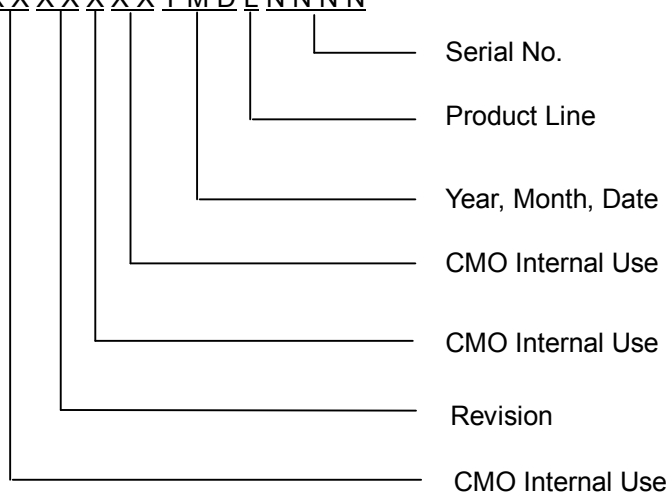 X X X X X X X Y M D L N N N N
Serial No.
Product Line
Year, Month, Date
CMO Internal Use
CMO Internal Use
Revision
CMO Internal Use